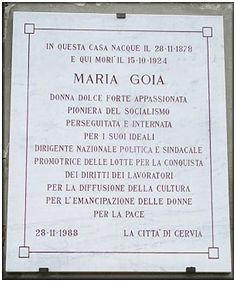 IN QUESTA CASA NACQUE IL 28-11-1878
E QUI MORI' IL 15-10-1924
MARIA GOIA
DONNA DOLCE FORTE APPASSIONATA
PIONIERA DEL SOCIALISMO
PERSEGUITATA E INTERNATA
PER I SUOI IDEALI
DIRIGENTE NAZIONALE POLITICA E SINDACALE
PROMOTRICE DELLE LOTTE PER LA CONQUISTA
DEI DIRITTI DEI LAVORATORI
PER LA DIFFUSIONE DELLA CULTURA
PER L'EMANCIPAZIONE DELLE DONNE
PER LA PACE
28-11-1988 LA CITTA' DI CERVIA